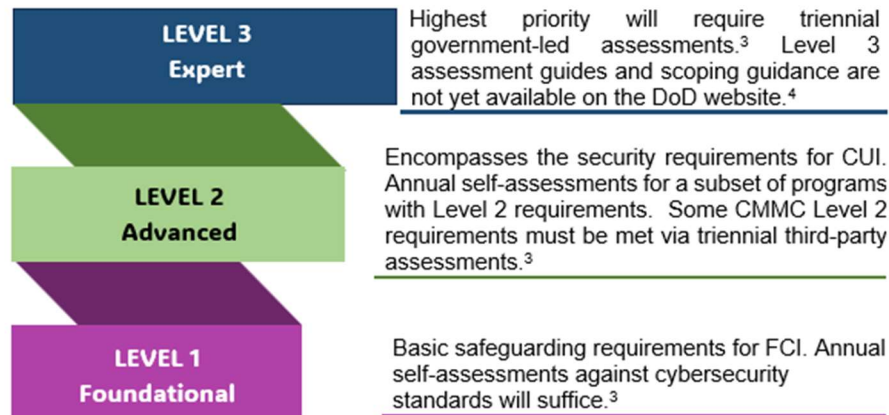 LEVEL 3
Expert
Highest priority will require triennial
government-led assessments.³ Level 3
assessment guides and scoping guidance are
not yet available on the DoD website.⁴
LEVEL 2
Advanced
Encompasses the security requirements for CUI.
Annual self-assessments for a subset of programs
with Level 2 requirements.  Some CMMC Level 2
requirements must be met via triennial third-party
assessments.³
LEVEL 1
Foundational
Basic safeguarding requirements for FCI. Annual
self-assessments against cybersecurity
standards will suffice.³